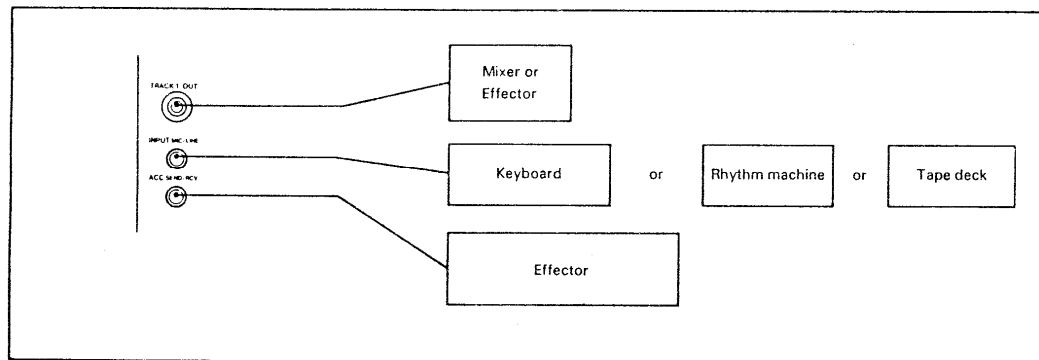 Mixer or
Effector
TRACK 1 OUT
INPUT MIC·LINE
Keyboard
or
Rhythm machine
or
Tape deck
ACC SEND/RCV
Effector